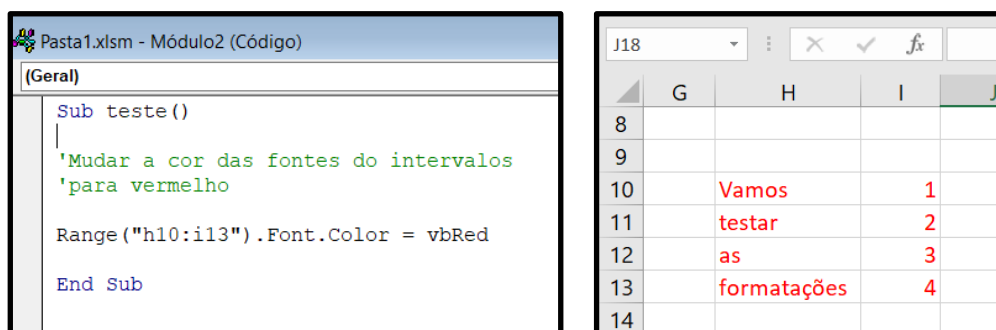 Pasta1.xlsm - Módulo2 (Código)
(Geral)
Sub teste()
'Mudar a cor das fontes do intervalos
'para vermelho
Range("h10:i13").Font.Color = vbRed
End Sub
J18 fx
G H I J
8
9
10 Vamos 1
11 testar 2
12 as 3
13 formatações 4
14